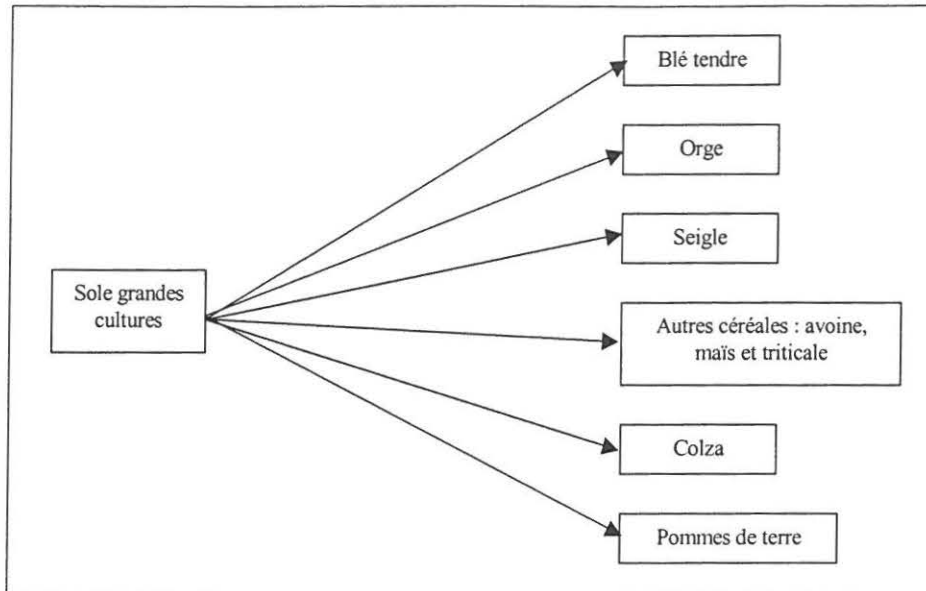 Blé tendre
Orge
Seigle
Sole grandes
cultures
Autres céréales : avoine,
maïs et triticale
Colza
Pommes de terre